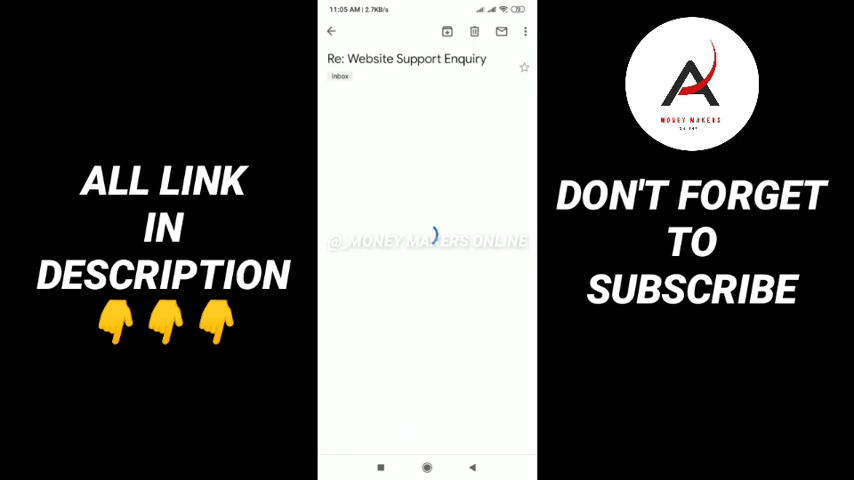 11:05 AM | 2.7KB/s
Re: Website Support Enquiry
Inbox
ALL LINK
IN
DESCRIPTION
@_MONEY MAKERS ONLINE
MONEY MAKERS
DON'T FORGET
TO
SUBSCRIBE